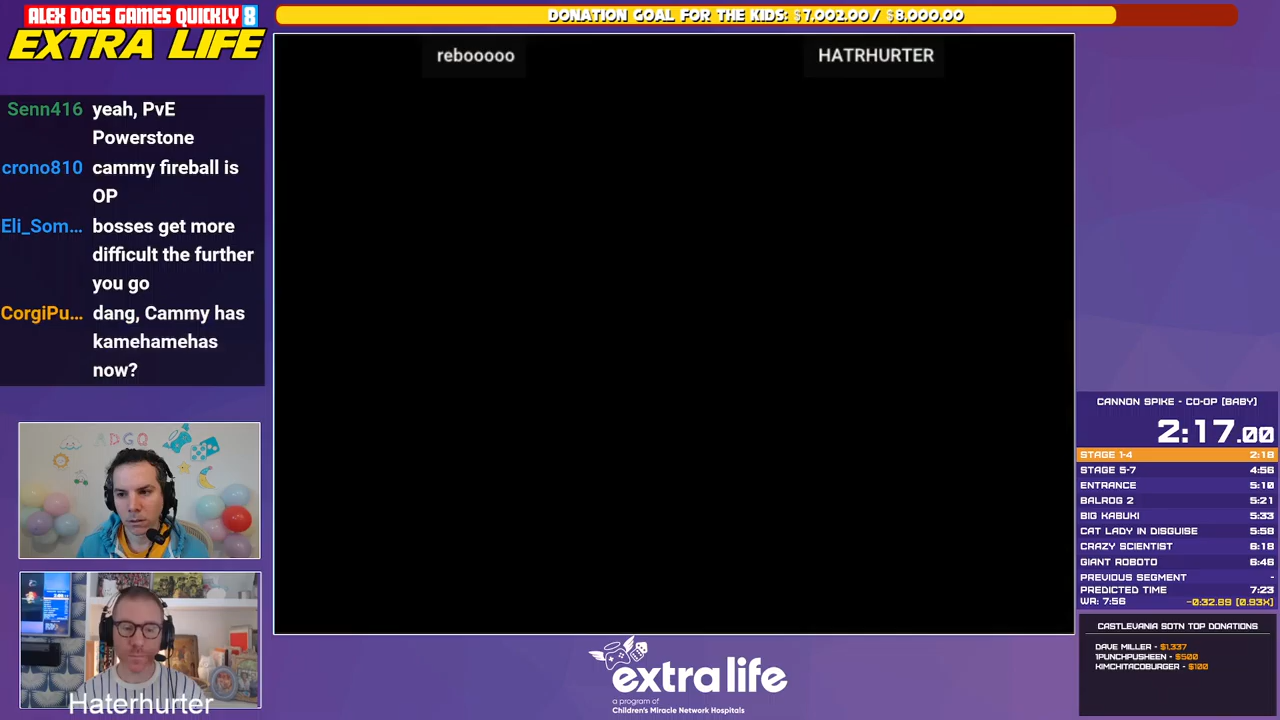 ALEX DOES GAMES QUICKLY 8
EXTRA LIFE
DONATION GOAL FOR THE KIDS: $7,002.00 / $8,000.00
rebooooo
HATRHURTER
Senn416 yeah, PvE
Powerstone
crono810 cammy fireball is
OP
Eli_Som... bosses get more
difficult the further
you go
CorgiPu... dang, Cammy has
kamehamehas
now?
ADGQ
Haterhurter
CANNON SPIKE - CO-OP (BABY)
2:17.00
STAGE 1-4 2:18
STAGE 5-7 4:56
ENTRANCE 5:10
BALROG 2 5:21
BIG KABUKI 5:33
CAT LADY IN DISGUISE 5:58
CRAZY SCIENTIST 6:18
GIANT ROBOTO 6:46
PREVIOUS SEGMENT -
PREDICTED TIME 7:23
WR: 7:56 -0:32.89 (0.93%)
CASTLEVANIA SOTN TOP DONATIONS
DAVE MILLER - $1,337
1PUNCHPUSHEEN - $500
KIMCHITACOBURGER - $100
extra life
a program of
Children's Miracle Network Hospitals